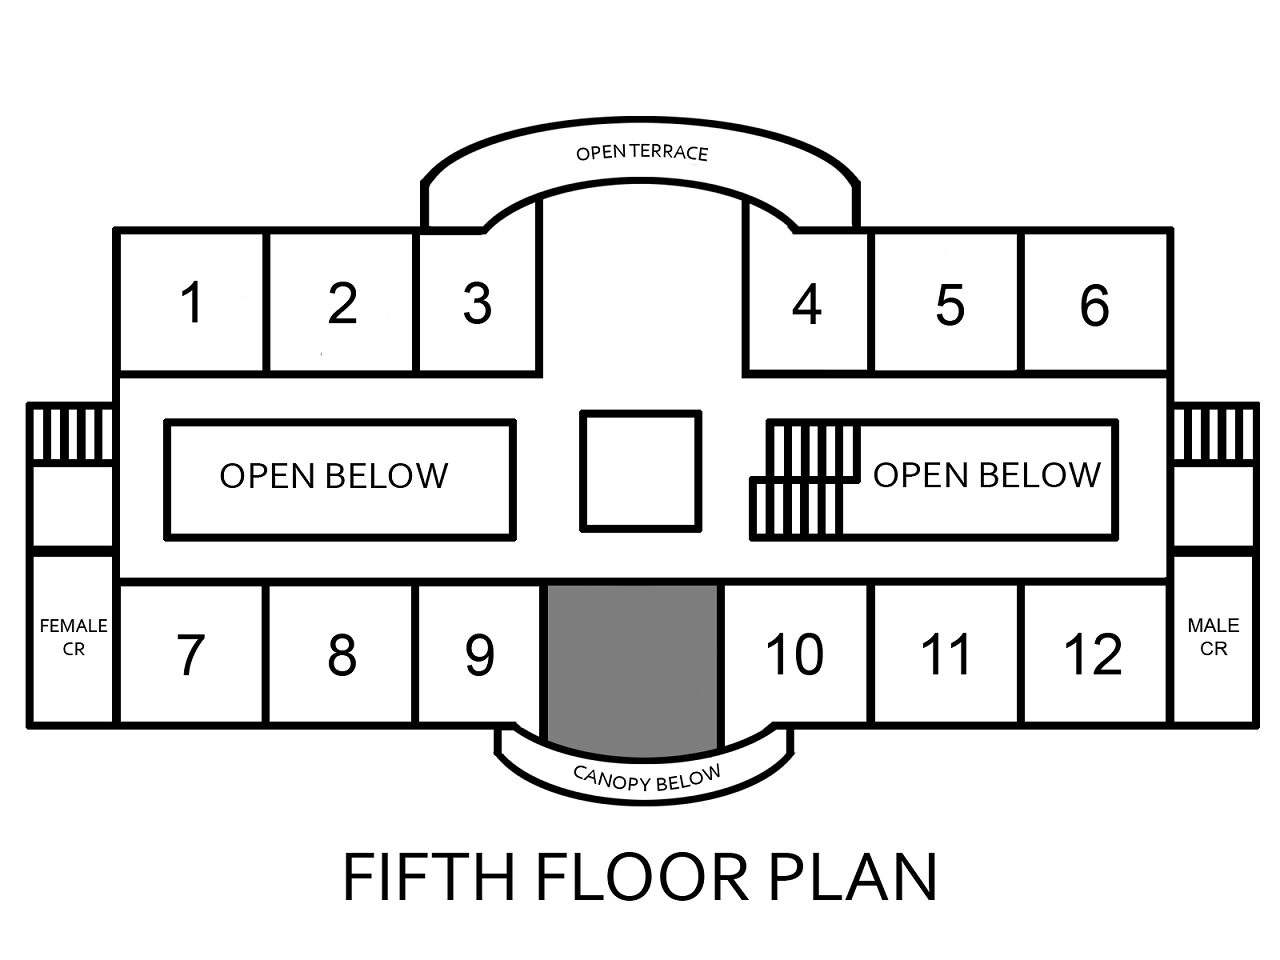 OPEN TERRACE
1
2
3
4
5
6
OPEN BELOW
OPEN BELOW
FEMALE
CR
7
8
9
10
11
12
MALE
CR
CANOPY BELOW
FIFTH FLOOR PLAN